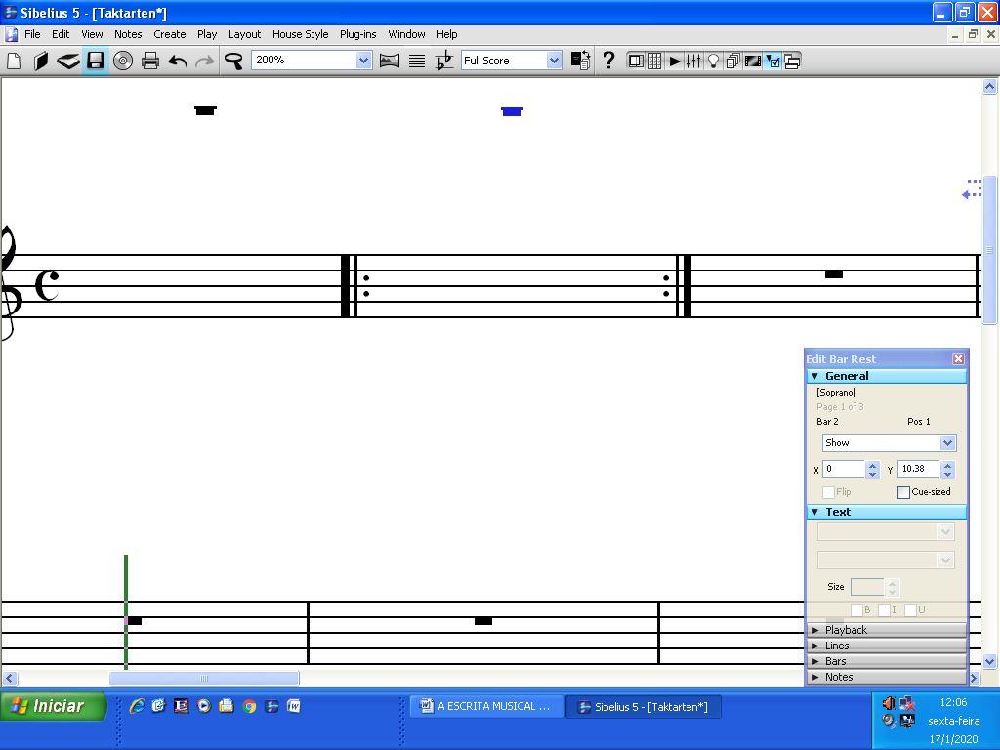 Sibelius 5 - [Taktarten*]
File Edit View Notes Create Play Layout House Style Plug-ins Window Help
200% Full Score ?
Edit Bar Rest
General
[Soprano]
Page 1 of 3
Bar 2 Pos 1
Show
X 0 Y 10.38
Flip Cue-sized
Text
Size
B I U
Playback
Lines
Bars
Notes
Iniciar A ESCRITA MUSICAL ... Sibelius 5 - [Taktarten*] 12:06
sexta-feira
17/1/2020